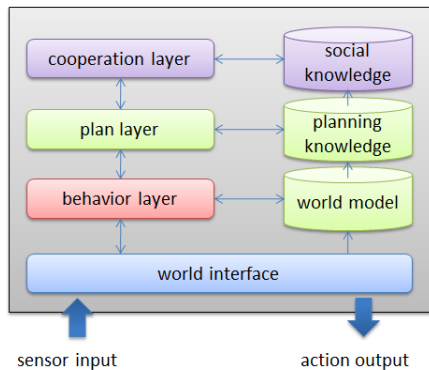 cooperation layer
social
knowledge
plan layer
planning
knowledge
behavior layer
world model
world interface
sensor input
action output